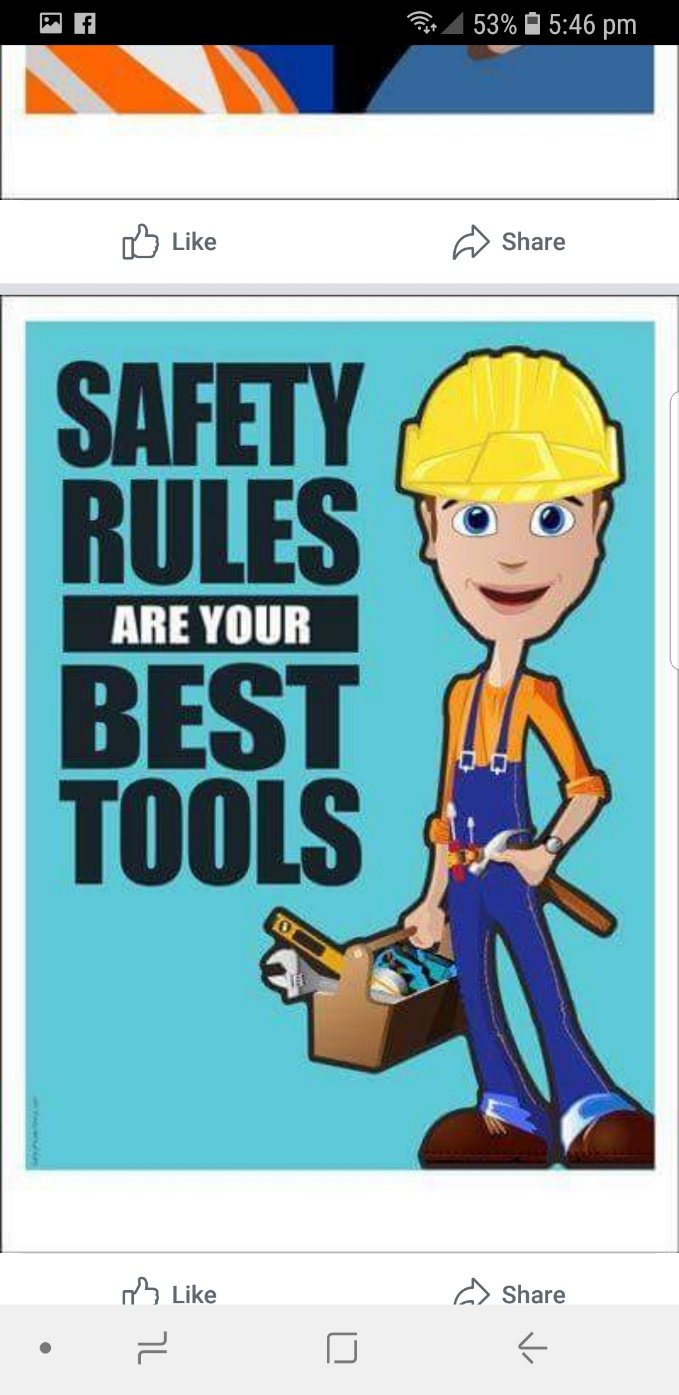 53% 5:46 pm
Like Share
SAFETY
RULES
ARE YOUR
BEST
TOOLS
Like Share